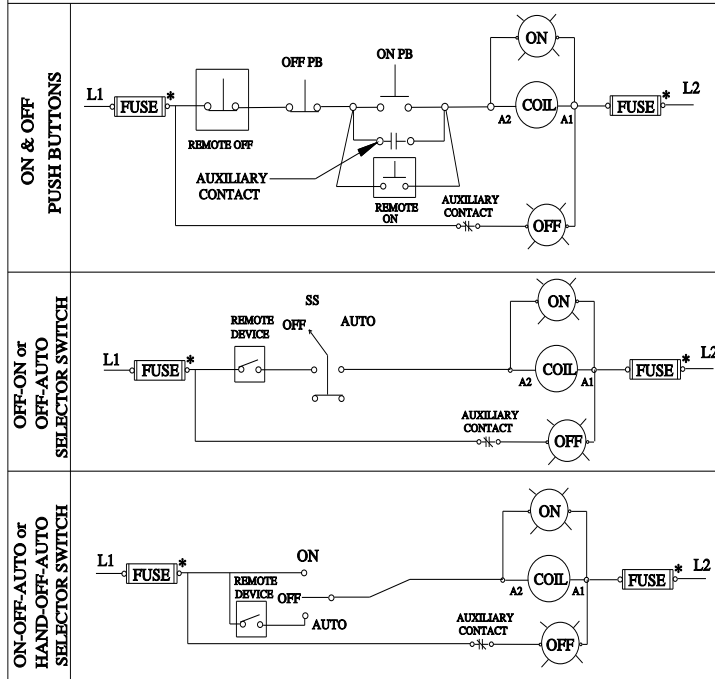 ON & OFF
PUSH BUTTONS
L1
FUSE
*
REMOTE OFF
OFF PB
ON PB
AUXILIARY
CONTACT
REMOTE
ON
ON
A2
COIL
A1
FUSE
*
L2
AUXILIARY
CONTACT
OFF
OFF-ON or
OFF-AUTO
SELECTOR SWITCH
L1
FUSE
*
REMOTE
DEVICE
SS
OFF
AUTO
ON
A2
COIL
A1
FUSE
*
L2
AUXILIARY
CONTACT
OFF
ON-OFF-AUTO or
HAND-OFF-AUTO
SELECTOR SWITCH
L1
FUSE
*
ON
REMOTE
DEVICE
OFF
AUTO
ON
A2
COIL
A1
FUSE
*
L2
AUXILIARY
CONTACT
OFF